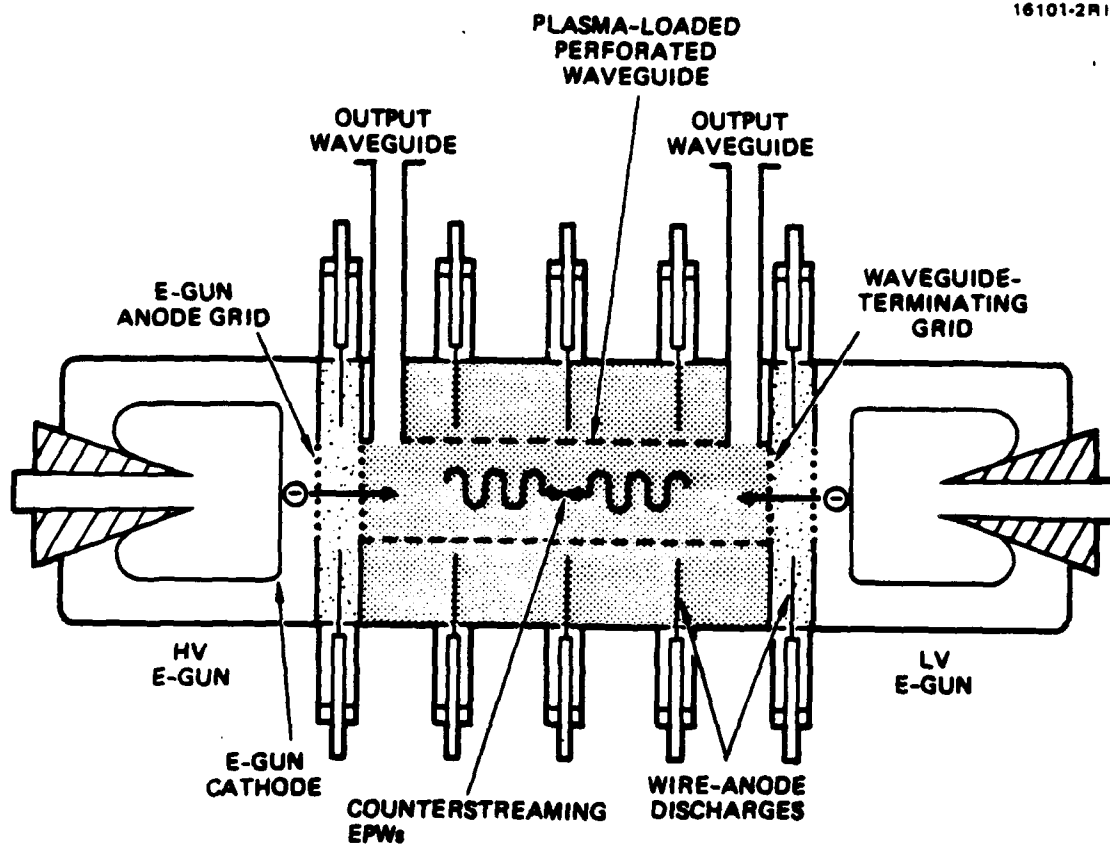 16101-2RI
PLASMA-LOADED
PERFORATED
WAVEGUIDE
OUTPUT
WAVEGUIDE
OUTPUT
WAVEGUIDE
E-GUN
ANODE GRID
WAVEGUIDE-
TERMINATING
GRID
HV
E-GUN
LV
E-GUN
E-GUN
CATHODE
COUNTERSTREAMING
EPWs
WIRE-ANODE
DISCHARGES